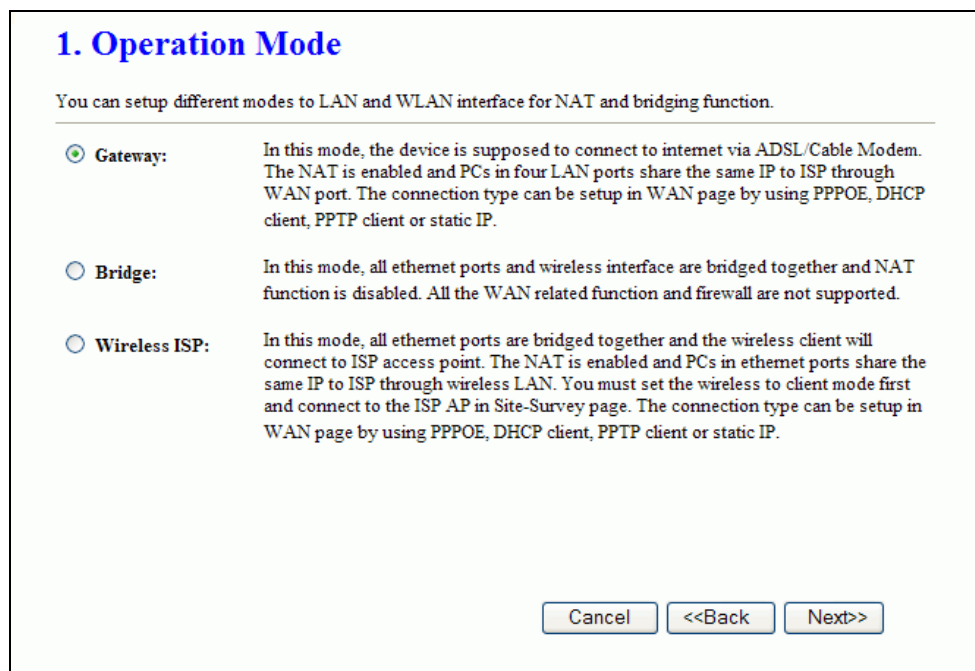 1. Operation Mode
You can setup different modes to LAN and WLAN interface for NAT and bridging function.
Gateway:
In this mode, the device is supposed to connect to internet via ADSL/Cable Modem.
The NAT is enabled and PCs in four LAN ports share the same IP to ISP through
WAN port. The connection type can be setup in WAN page by using PPPOE, DHCP
client, PPTP client or static IP.
Bridge:
In this mode, all ethernet ports and wireless interface are bridged together and NAT
function is disabled. All the WAN related function and firewall are not supported.
Wireless ISP:
In this mode, all ethernet ports are bridged together and the wireless client will
connect to ISP access point. The NAT is enabled and PCs in ethernet ports share the
same IP to ISP through wireless LAN. You must set the wireless to client mode first
and connect to the ISP AP in Site-Survey page. The connection type can be setup in
WAN page by using PPPOE, DHCP client, PPTP client or static IP.
Cancel <<Back Next>>